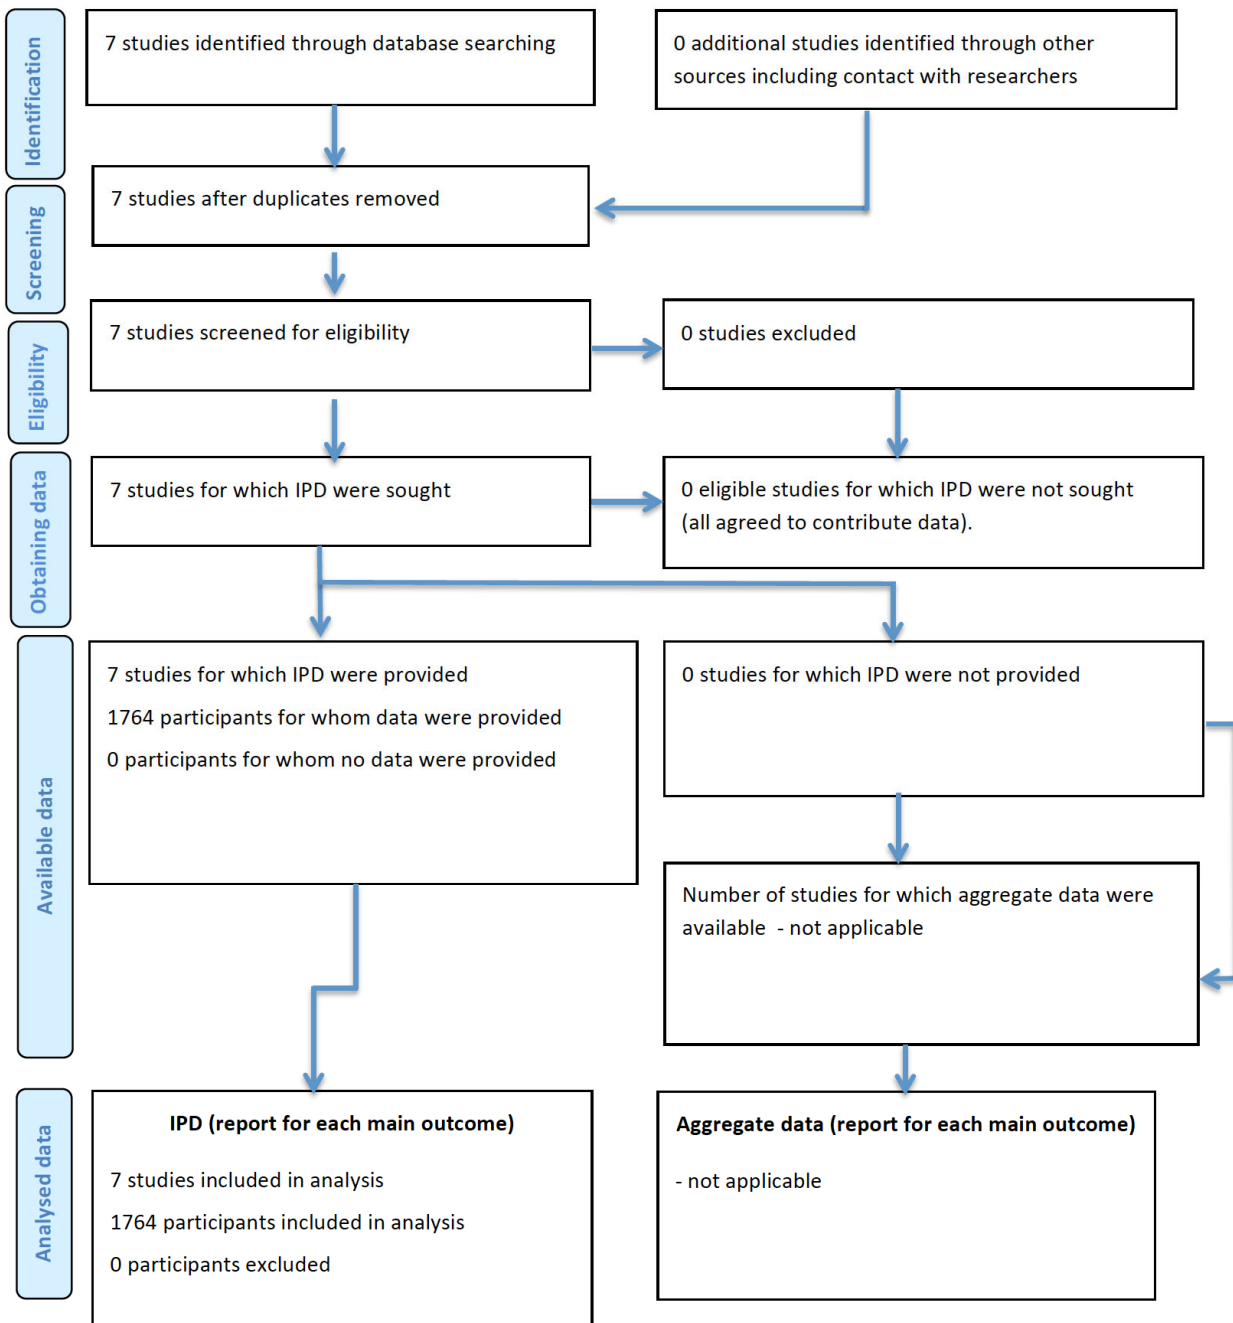 Identification
7 studies identified through database searching
0 additional studies identified through other
sources including contact with researchers
Screening
7 studies after duplicates removed
Eligibility
7 studies screened for eligibility
0 studies excluded
Obtaining data
7 studies for which IPD were sought
0 eligible studies for which IPD were not sought
(all agreed to contribute data).
Available data
7 studies for which IPD were provided
1764 participants for whom data were provided
0 participants for whom no data were provided
0 studies for which IPD were not provided
Number of studies for which aggregate data were
available - not applicable
Analysed data
IPD (report for each main outcome)
7 studies included in analysis
1764 participants included in analysis
0 participants excluded
Aggregate data (report for each main outcome)
- not applicable